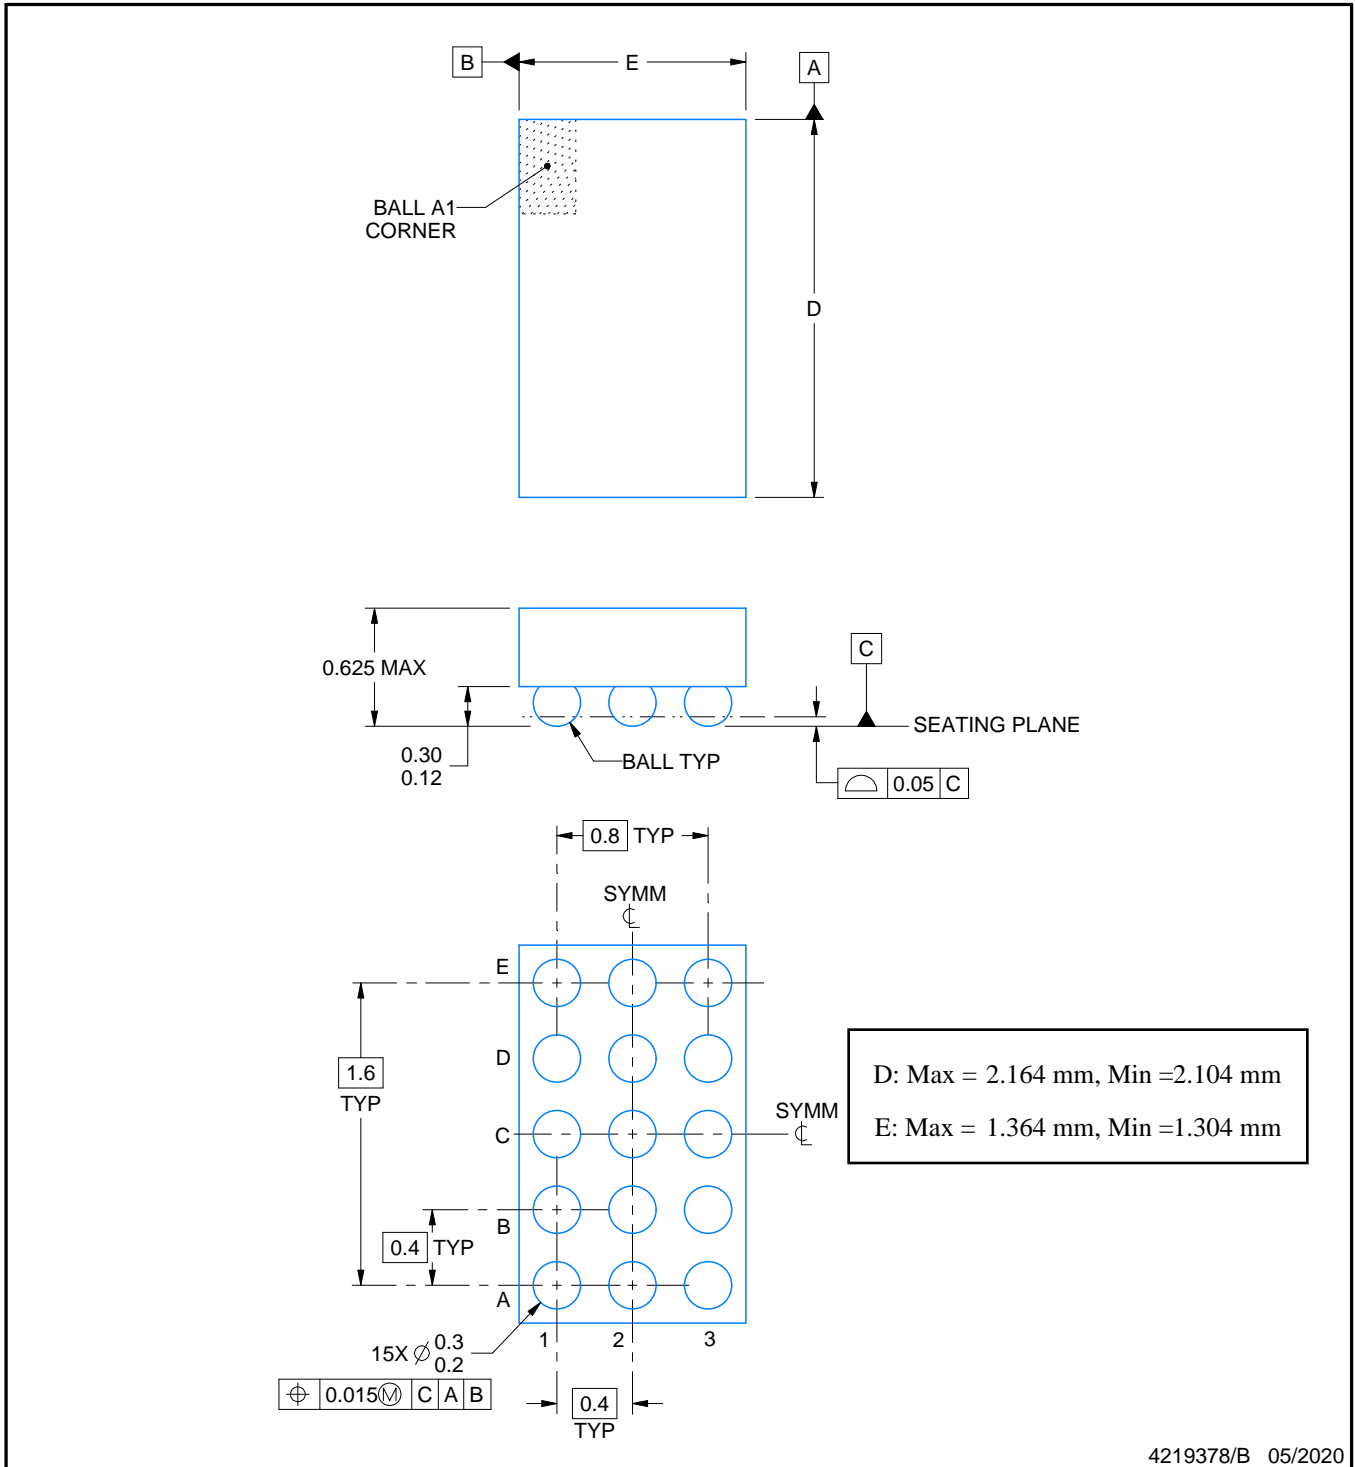 B
E
A
BALL A1
CORNER
D
0.625 MAX
C
SEATING PLANE
0.30
0.12
BALL TYP
0.05 C
0.8 TYP
SYMM
E
D
1.6
TYP
C
SYMM
D: Max = 2.164 mm, Min =2.104 mm
E: Max = 1.364 mm, Min =1.304 mm
B
0.4 TYP
A
1 2 3
15X ∅ 0.3
0.2
⌖ 0.015Ⓜ C A B
0.4
TYP
4219378/B 05/2020